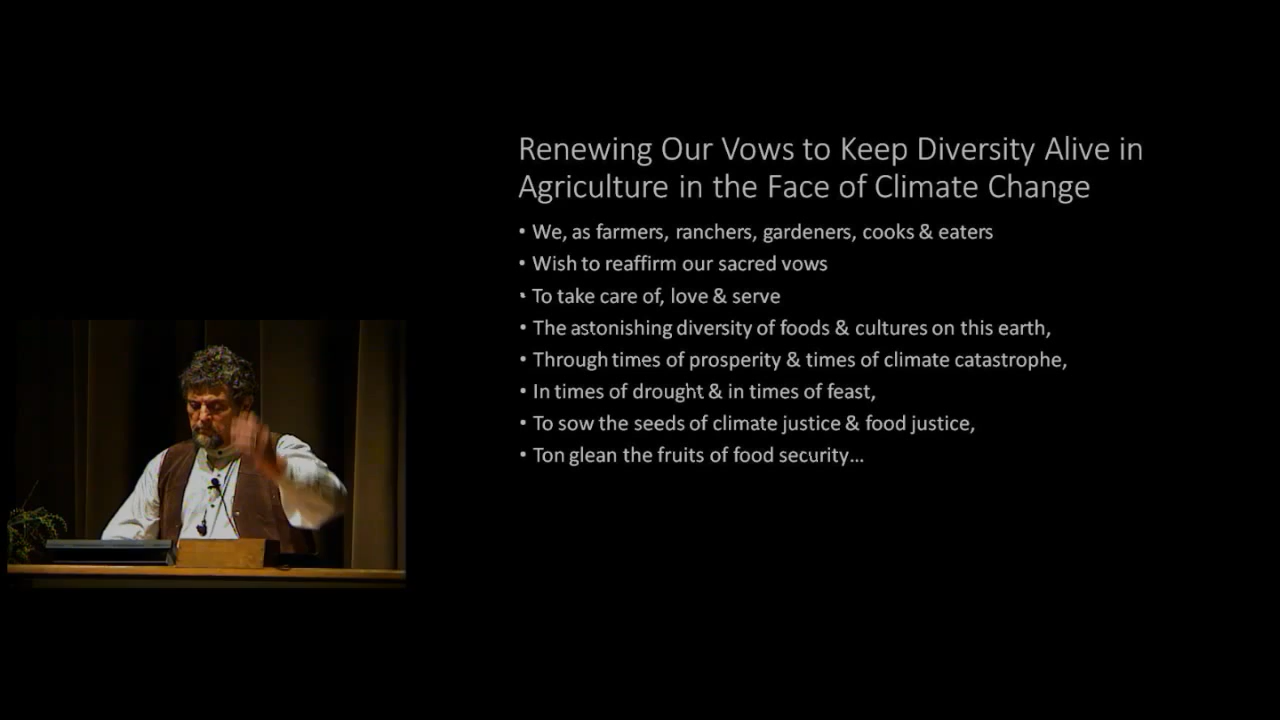 Renewing Our Vows to Keep Diversity Alive in
Agriculture in the Face of Climate Change
• We, as farmers, ranchers, gardeners, cooks & eaters
• Wish to reaffirm our sacred vows
• To take care of, love & serve
• The astonishing diversity of foods & cultures on this earth,
• Through times of prosperity & times of climate catastrophe,
• In times of drought & in times of feast,
• To sow the seeds of climate justice & food justice,
• Ton glean the fruits of food security…